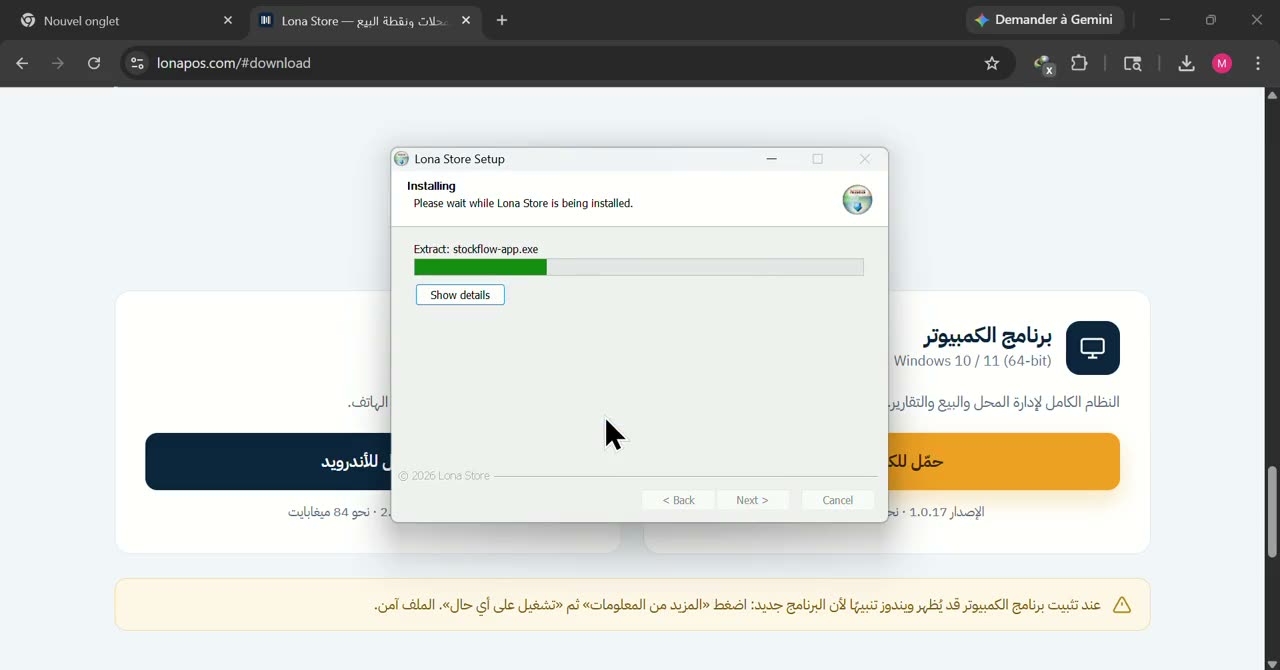 Nouvel onglet
Lona Store — محلات ونقطة البيع
Demander à Gemini
lonapos.com/#download
M
Lona Store Setup
Installing
Please wait while Lona Store is being installed.
Extract: stockflow-app.exe
Show details
© 2026 Lona Store
< Back
Next >
Cancel
برنامج الكمبيوتر
Windows 10 / 11 (64-bit)
النظام الكامل لإدارة المحل والبيع والتقارير.
حمّل للك
الإصدار 1.0.17 ·
الهاتف.
للأندرويد
· نحو 84 ميغابايت
عند تثبيت برنامج الكمبيوتر قد يُظهر ويندوز تنبيهًا لأن البرنامج جديد: اضغط «المزيد من المعلومات» ثم «تشغيل على أي حال». الملف آمن.